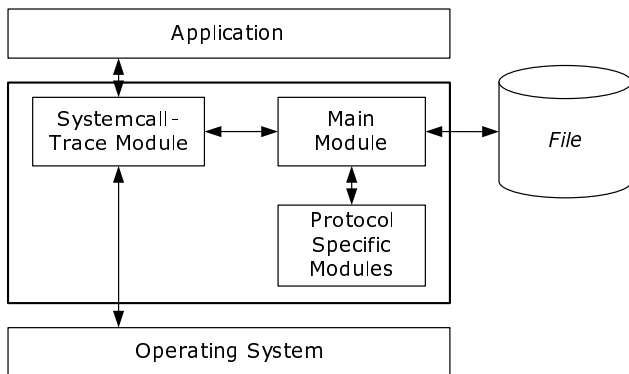 Application
Systemcall-
Trace Module
Main
Module
File
Protocol
Specific
Modules
Operating System